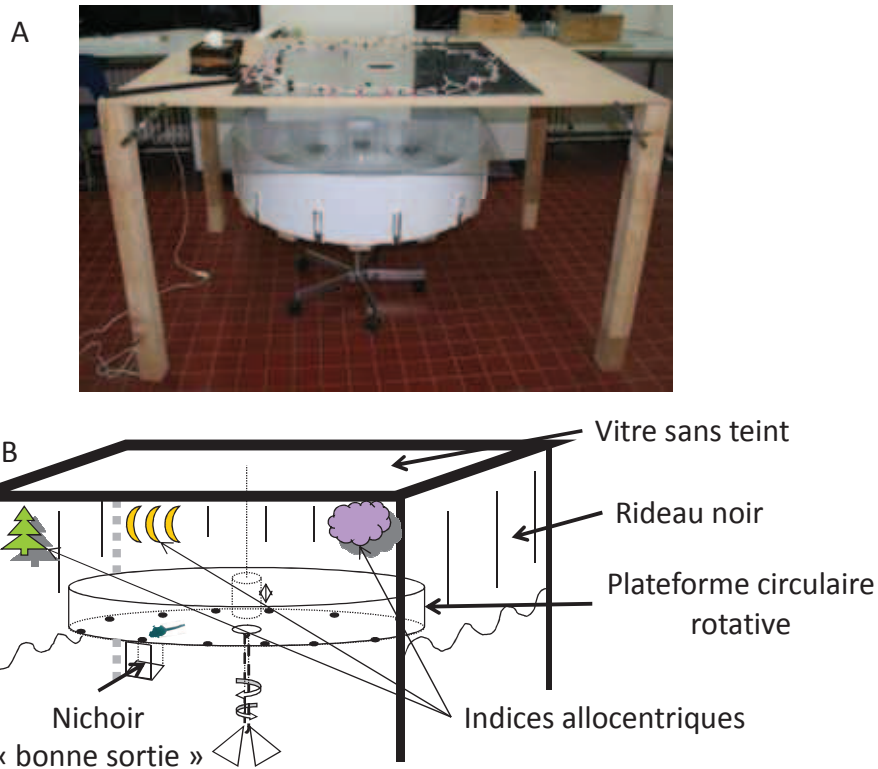 A
B
Vitre sans teint
Rideau noir
Plateforme circulaire
rotative
Indices allocentriques
Nichoir
« bonne sortie »